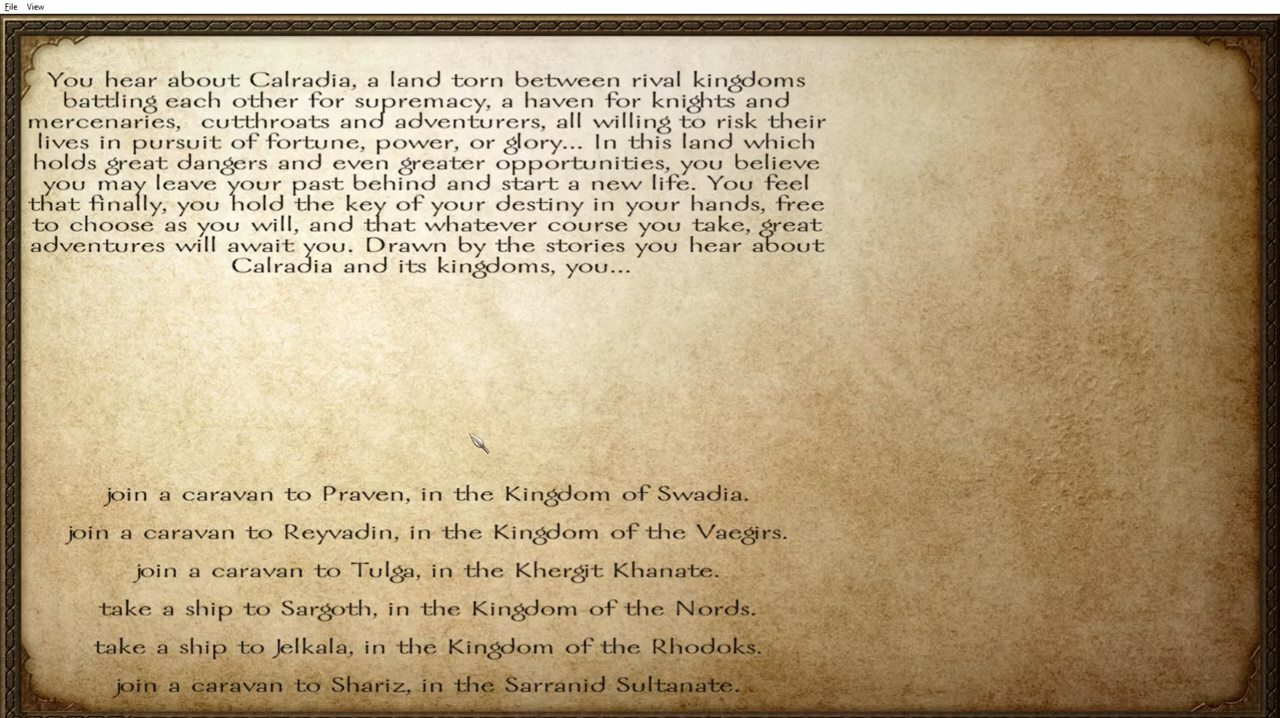 File View
You hear about Calradia, a land torn between rival kingdoms
battling each other for supremacy, a haven for knights and
mercenaries, cutthroats and adventurers, all willing to risk their
lives in pursuit of fortune, power, or glory... In this land which
holds great dangers and even greater opportunities, you believe
you may leave your past behind and start a new life. You feel
that finally, you hold the key of your destiny in your hands, free
to choose as you will, and that whatever course you take, great
adventures will await you. Drawn by the stories you hear about
Calradia and its kingdoms, you...
join a caravan to Praven, in the Kingdom of Swadia.
join a caravan to Reyvadin, in the Kingdom of the Vaegirs.
join a caravan to Tulga, in the Khergit Khanate.
take a ship to Sargoth, in the Kingdom of the Nords.
take a ship to Jelkala, in the Kingdom of the Rhodoks.
join a caravan to Shariz, in the Sarranid Sultanate.